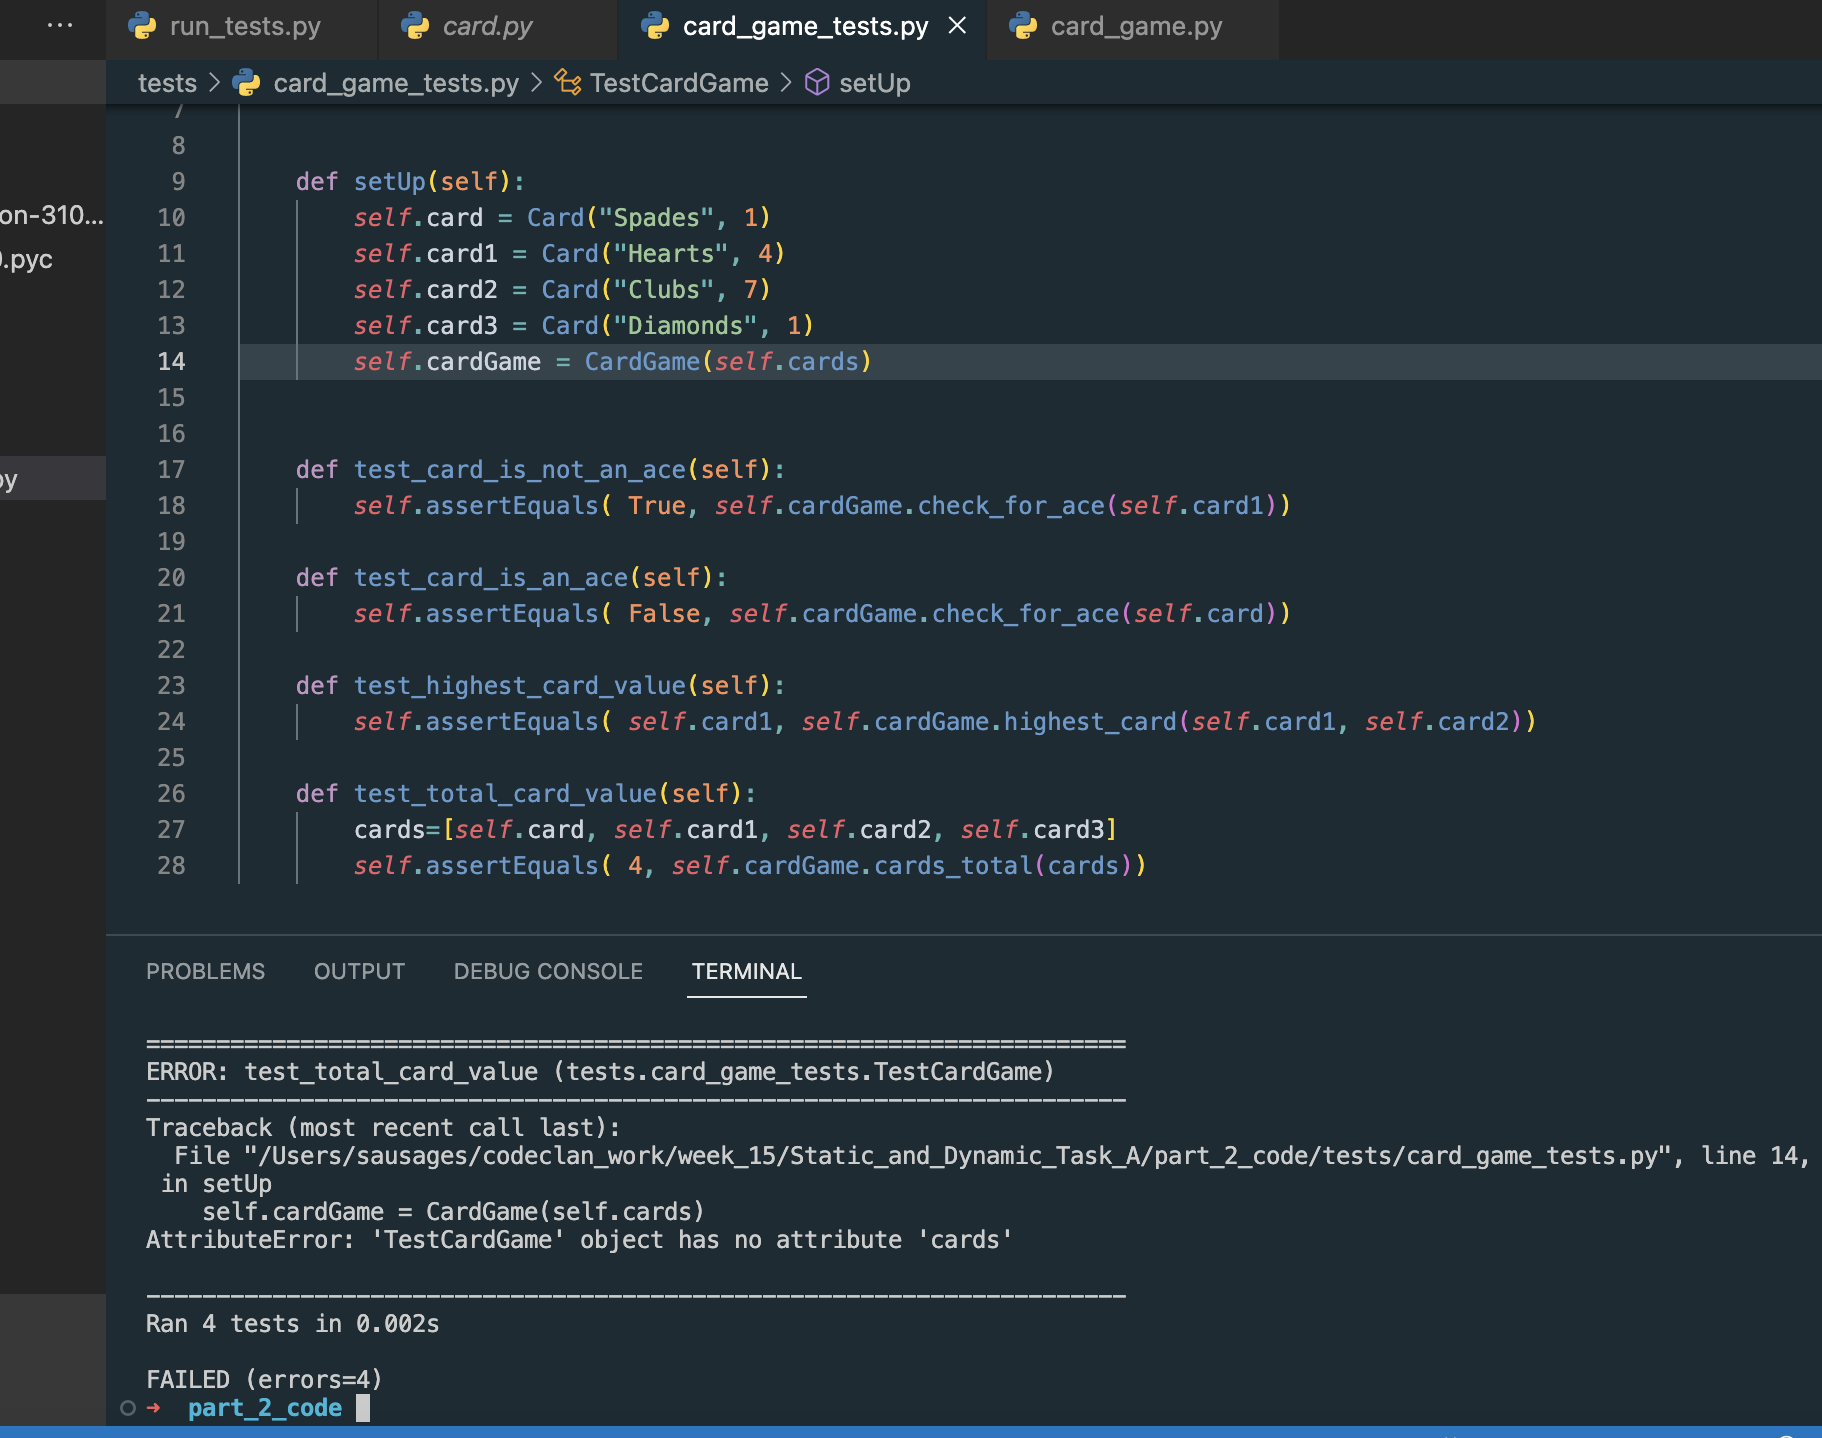 ··· run_tests.py card.py card_game_tests.py card_game.py
tests > card_game_tests.py > TestCardGame > setUp
7
8
9 def setUp(self):
10 self.card = Card("Spades", 1)
11 self.card1 = Card("Hearts", 4)
12 self.card2 = Card("Clubs", 7)
13 self.card3 = Card("Diamonds", 1)
14 self.cardGame = CardGame(self.cards)
15
16
17 def test_card_is_not_an_ace(self):
18 self.assertEquals( True, self.cardGame.check_for_ace(self.card1))
19
20 def test_card_is_an_ace(self):
21 self.assertEquals( False, self.cardGame.check_for_ace(self.card))
22
23 def test_highest_card_value(self):
24 self.assertEquals( self.card1, self.cardGame.highest_card(self.card1, self.card2))
25
26 def test_total_card_value(self):
27 cards=[self.card, self.card1, self.card2, self.card3]
28 self.assertEquals( 4, self.cardGame.cards_total(cards))
on-310...
.pyc
py
PROBLEMS OUTPUT DEBUG CONSOLE TERMINAL
======================================================================
ERROR: test_total_card_value (tests.card_game_tests.TestCardGame)
----------------------------------------------------------------------
Traceback (most recent call last):
File "/Users/sausages/codeclan_work/week_15/Static_and_Dynamic_Task_A/part_2_code/tests/card_game_tests.py", line 14,
in setUp
self.cardGame = CardGame(self.cards)
AttributeError: 'TestCardGame' object has no attribute 'cards'
----------------------------------------------------------------------
Ran 4 tests in 0.002s
FAILED (errors=4)
→ part_2_code